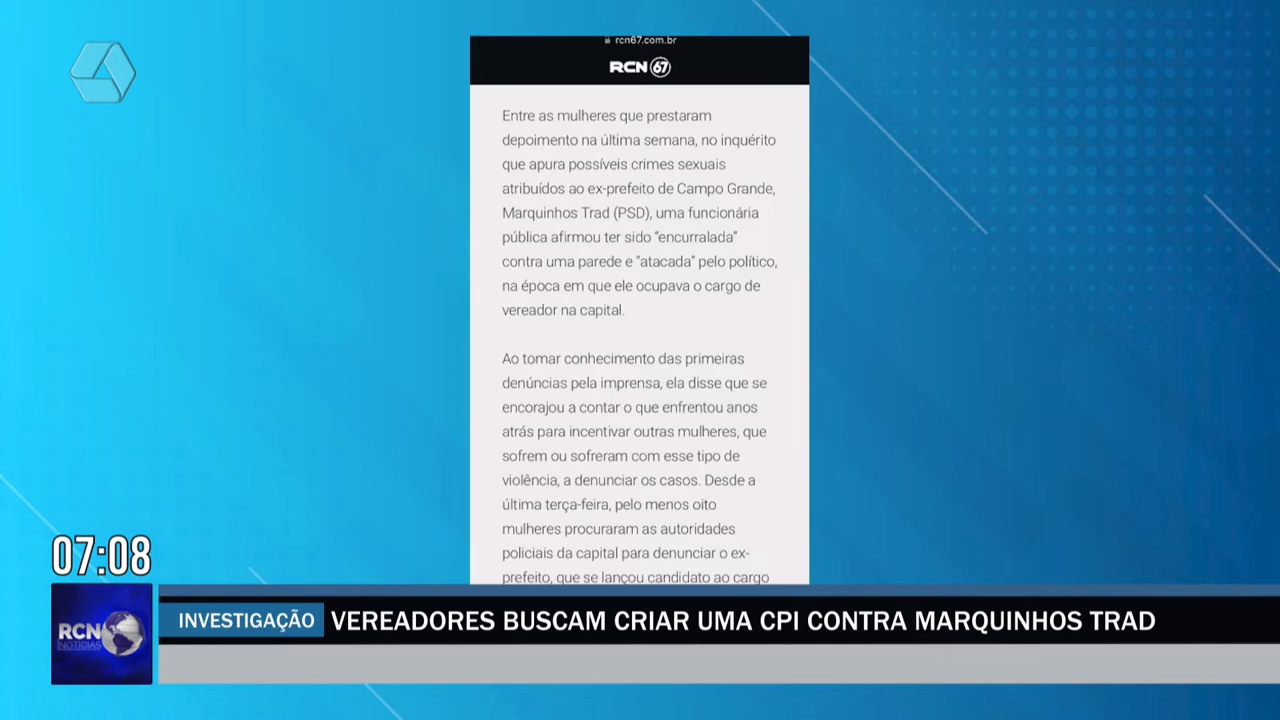 rcn67.com.br
RCN 67
Entre as mulheres que prestaram
depoimento na última semana, no inquérito
que apura possíveis crimes sexuais
atribuídos ao ex-prefeito de Campo Grande,
Marquinhos Trad (PSD), uma funcionária
pública afirmou ter sido “encurralada”
contra uma parede e “atacada” pelo político,
na época em que ele ocupava o cargo de
vereador na capital.
Ao tomar conhecimento das primeiras
denúncias pela imprensa, ela disse que se
encorajou a contar o que enfrentou anos
atrás para incentivar outras mulheres, que
sofrem ou sofreram com esse tipo de
violência, a denunciar os casos. Desde a
última terça-feira, pelo menos oito
mulheres procuraram as autoridades
policiais da capital para denunciar o ex-
prefeito, que se lançou candidato ao cargo
07:08
RCN
NOTÍCIAS
INVESTIGAÇÃO VEREADORES BUSCAM CRIAR UMA CPI CONTRA MARQUINHOS TRAD